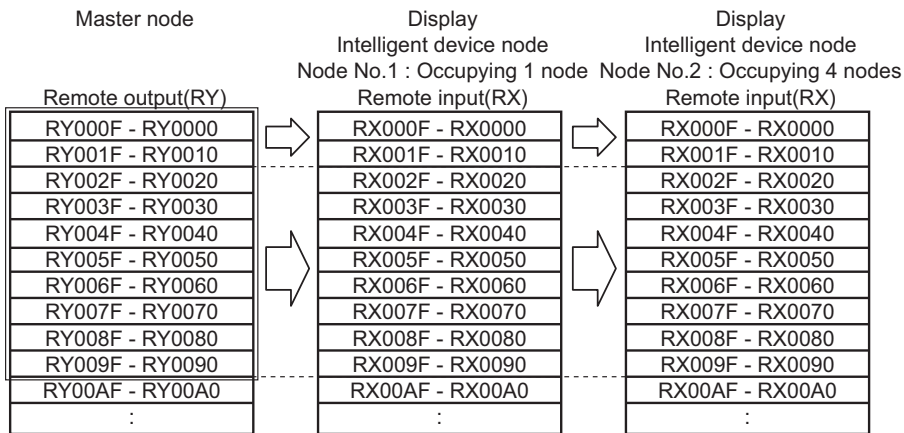 Master node
Display
Display
Intelligent device node
Intelligent device node
Node No.1 : Occupying 1 node Node No.2 : Occupying 4 nodes
Remote output(RY)
Remote input(RX)
Remote input(RX)
RY000F - RY0000
RX000F - RX0000
RX000F - RX0000
RY001F - RY0010
RX001F - RX0010
RX001F - RX0010
RY002F - RY0020
RX002F - RX0020
RX002F - RX0020
RY003F - RY0030
RX003F - RX0030
RX003F - RX0030
RY004F - RY0040
RX004F - RX0040
RX004F - RX0040
RY005F - RY0050
RX005F - RX0050
RX005F - RX0050
RY006F - RY0060
RX006F - RX0060
RX006F - RX0060
RY007F - RY0070
RX007F - RX0070
RX007F - RX0070
RY008F - RY0080
RX008F - RX0080
RX008F - RX0080
RY009F - RY0090
RX009F - RX0090
RX009F - RX0090
RY00AF - RY00A0
RX00AF - RX00A0
RX00AF - RX00A0
:
:
: